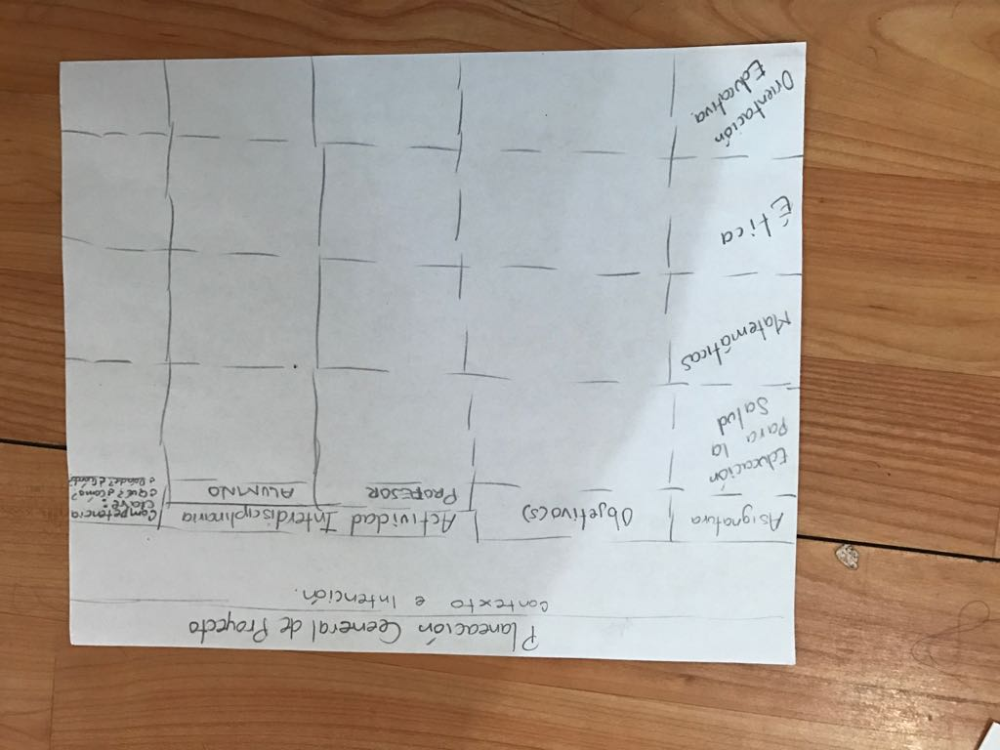 Planeación General de Proyecto
Contexto e Intención.
Asignatura
Objetivo(s)
Actividad Interdisciplinaria
PROFESOR
ALUMNO
Competencia
Clave:
¿Qué? ¿Cómo?
¿Dónde?
Educación
Para la
Salud
Matemáticas
Ética
Orientación
Educativa